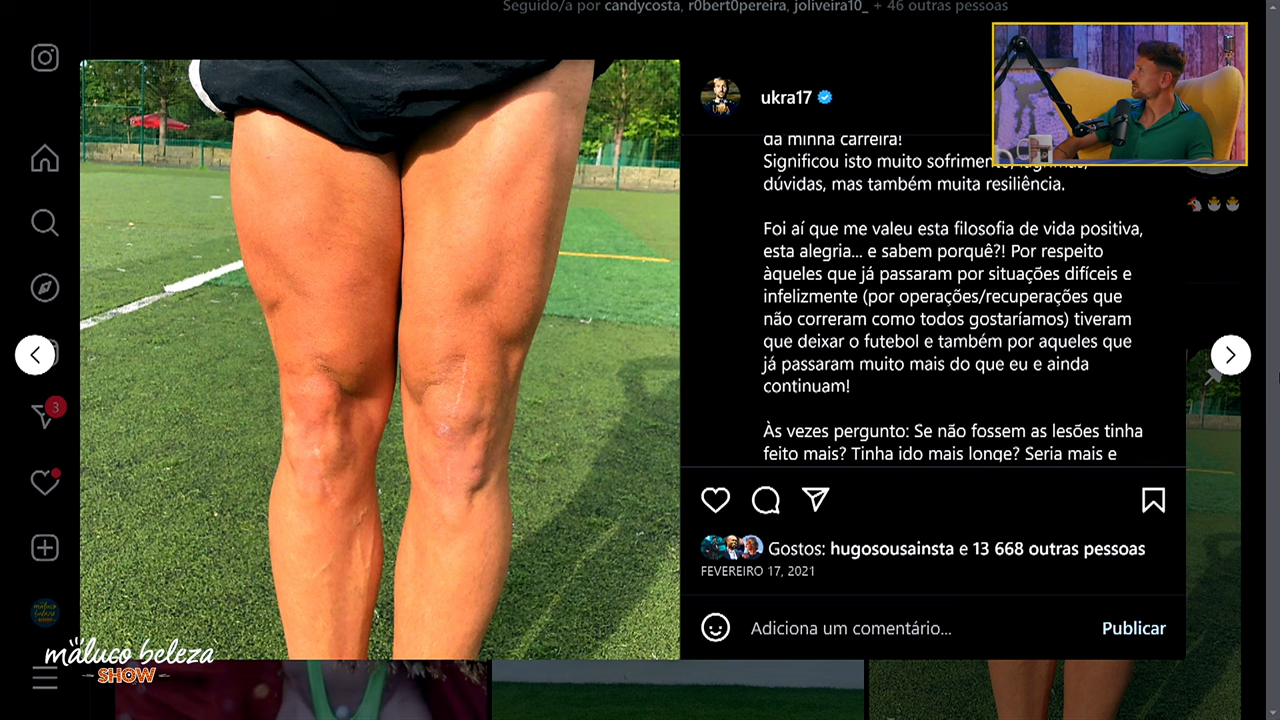 Seguido/a por candycosta, r0bert0pereira, joliveira10_ + 46 outras pessoas
ukra17
da minha carreira!
Significou isto muito sofrimento, lágrimas,
dúvidas, mas também muita resiliência.
Foi aí que me valeu esta filosofia de vida positiva,
esta alegria... e sabem porquê?! Por respeito
àqueles que já passaram por situações difíceis e
infelizmente (por operações/recuperações que
não correram como todos gostaríamos) tiveram
que deixar o futebol e também por aqueles que
já passaram muito mais do que eu e ainda
continuam!
Às vezes pergunto: Se não fossem as lesões tinha
feito mais? Tinha ido mais longe? Seria mais e
3
Gostos: hugosousainsta e 13 668 outras pessoas
FEVEREIRO 17, 2021
Adiciona um comentário...
Publicar
maluco beleza
SHOW